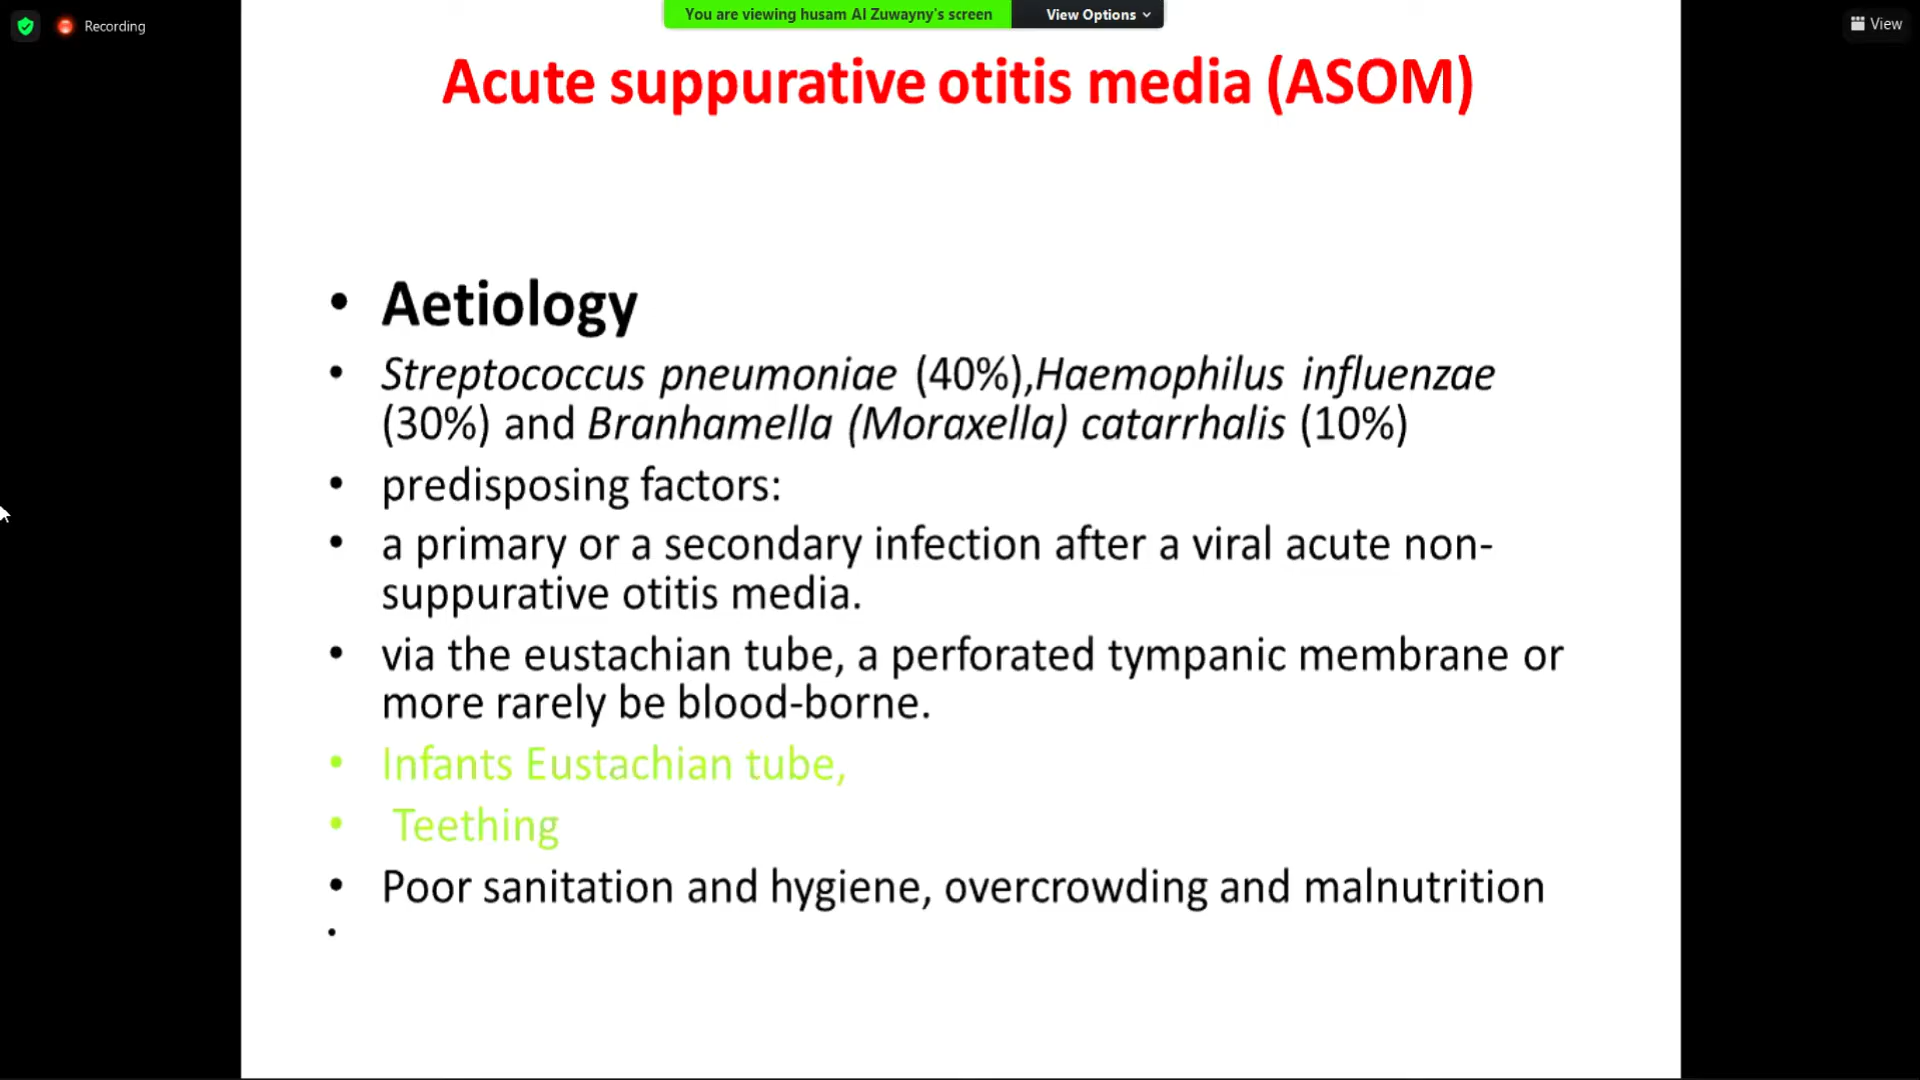 Recording
You are viewing husam Al Zuwayny's screen
View Options
View
Acute suppurative otitis media (ASOM)
• Aetiology
• Streptococcus pneumoniae (40%),Haemophilus influenzae
(30%) and Branhamella (Moraxella) catarrhalis (10%)
• predisposing factors:
• a primary or a secondary infection after a viral acute non-
suppurative otitis media.
• via the eustachian tube, a perforated tympanic membrane or
more rarely be blood-borne.
• Infants Eustachian tube,
• Teething
• Poor sanitation and hygiene, overcrowding and malnutrition
•